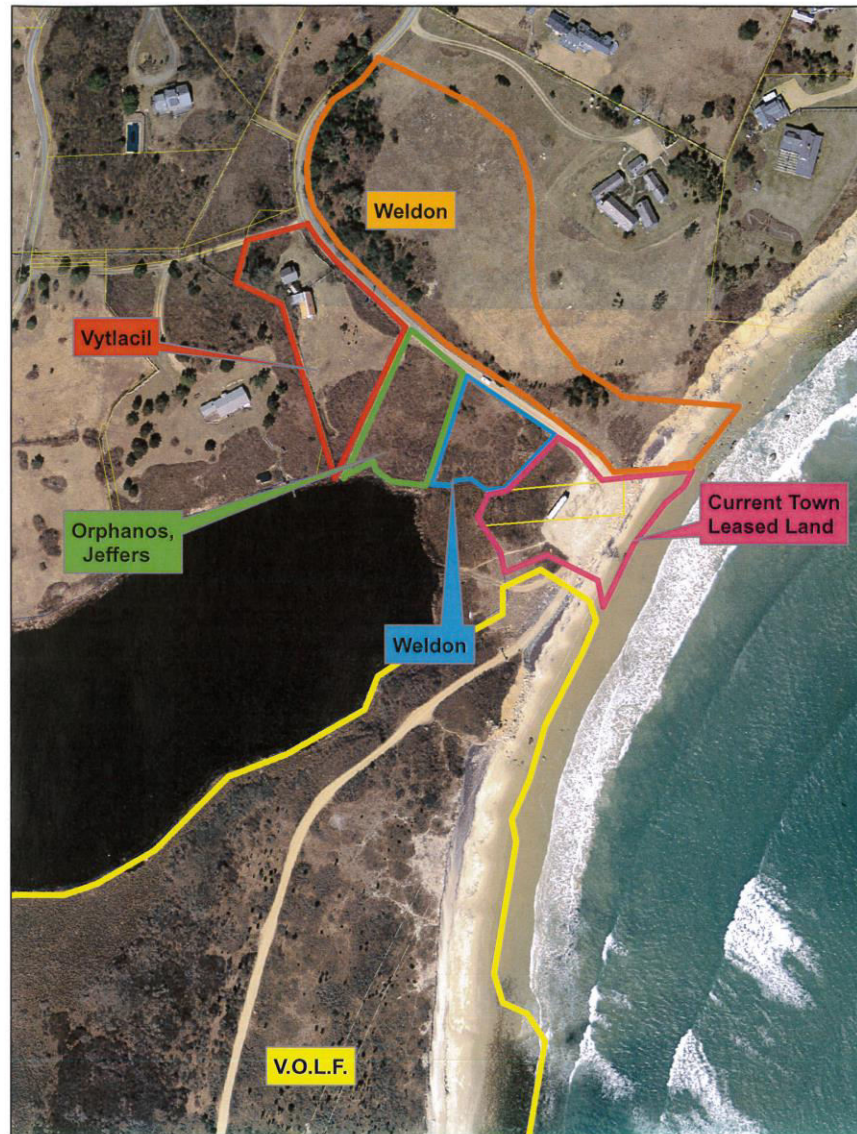 Weldon
Vytlacil
Orphanos,
Jeffers
Current Town
Leased Land
Weldon
V.O.L.F.